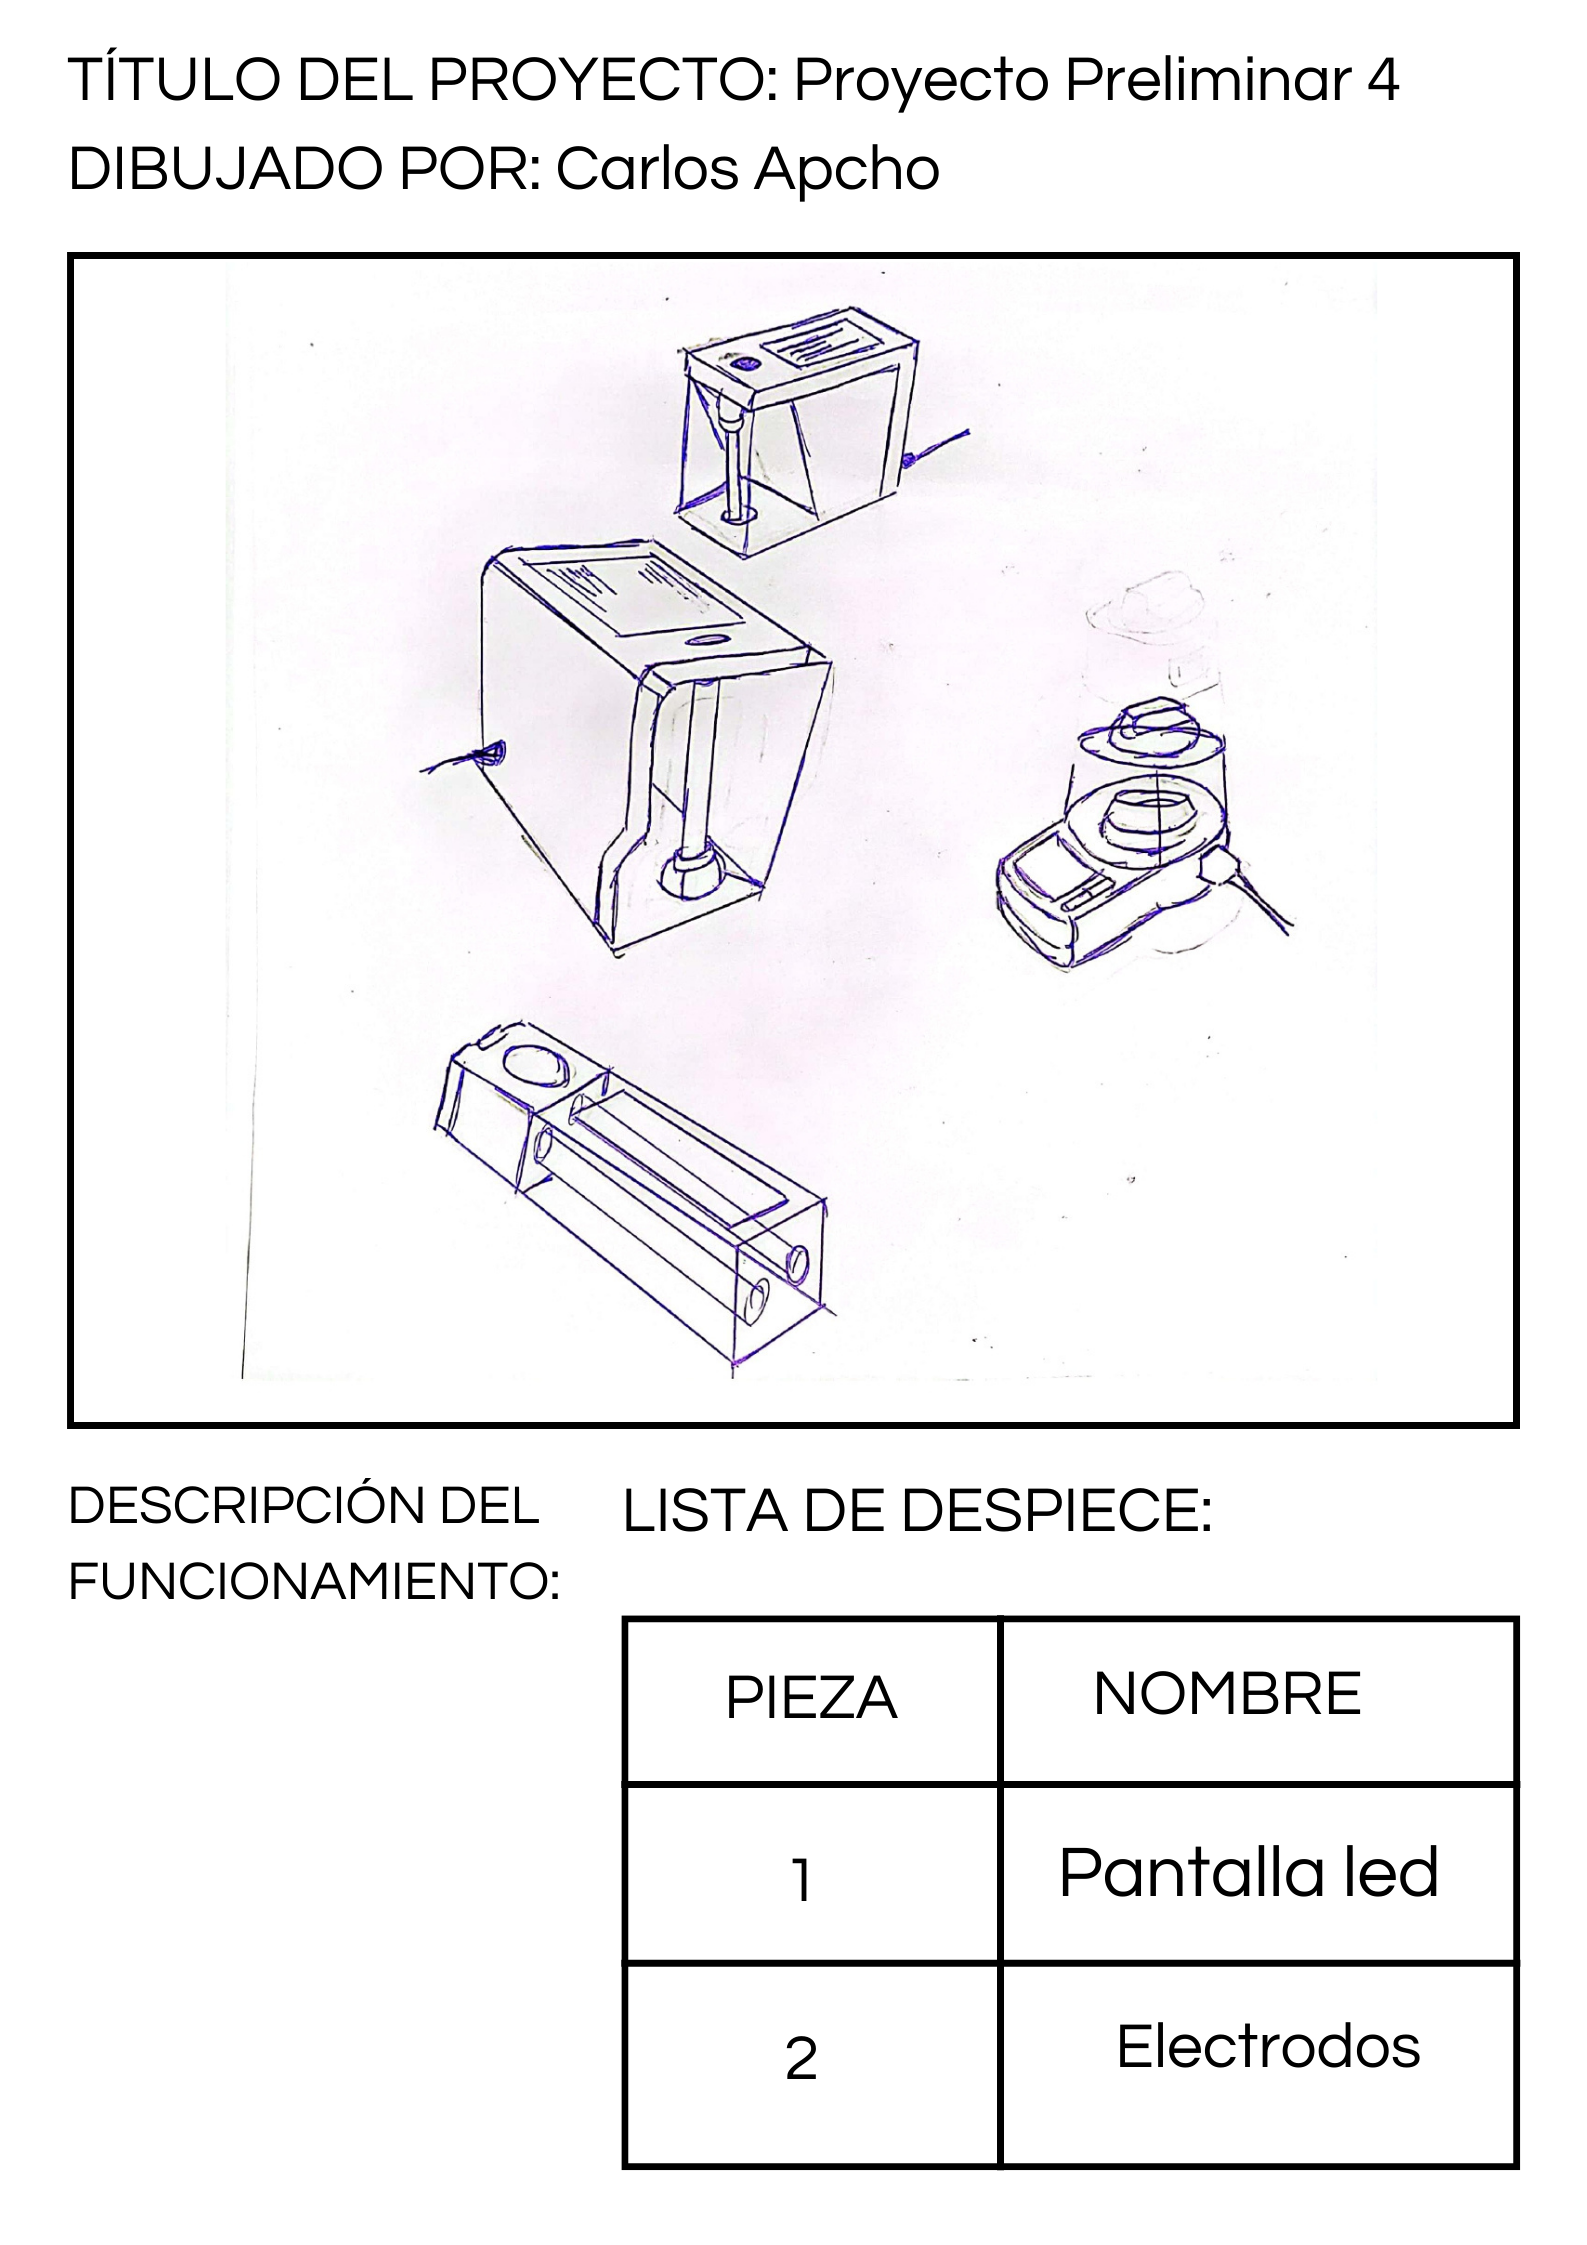 TÍTULO DEL PROYECTO: Proyecto Preliminar 4
DIBUJADO POR: Carlos Apcho
DESCRIPCIÓN DEL
FUNCIONAMIENTO:
LISTA DE DESPIECE:
PIEZA NOMBRE
1 Pantalla led
2 Electrodos